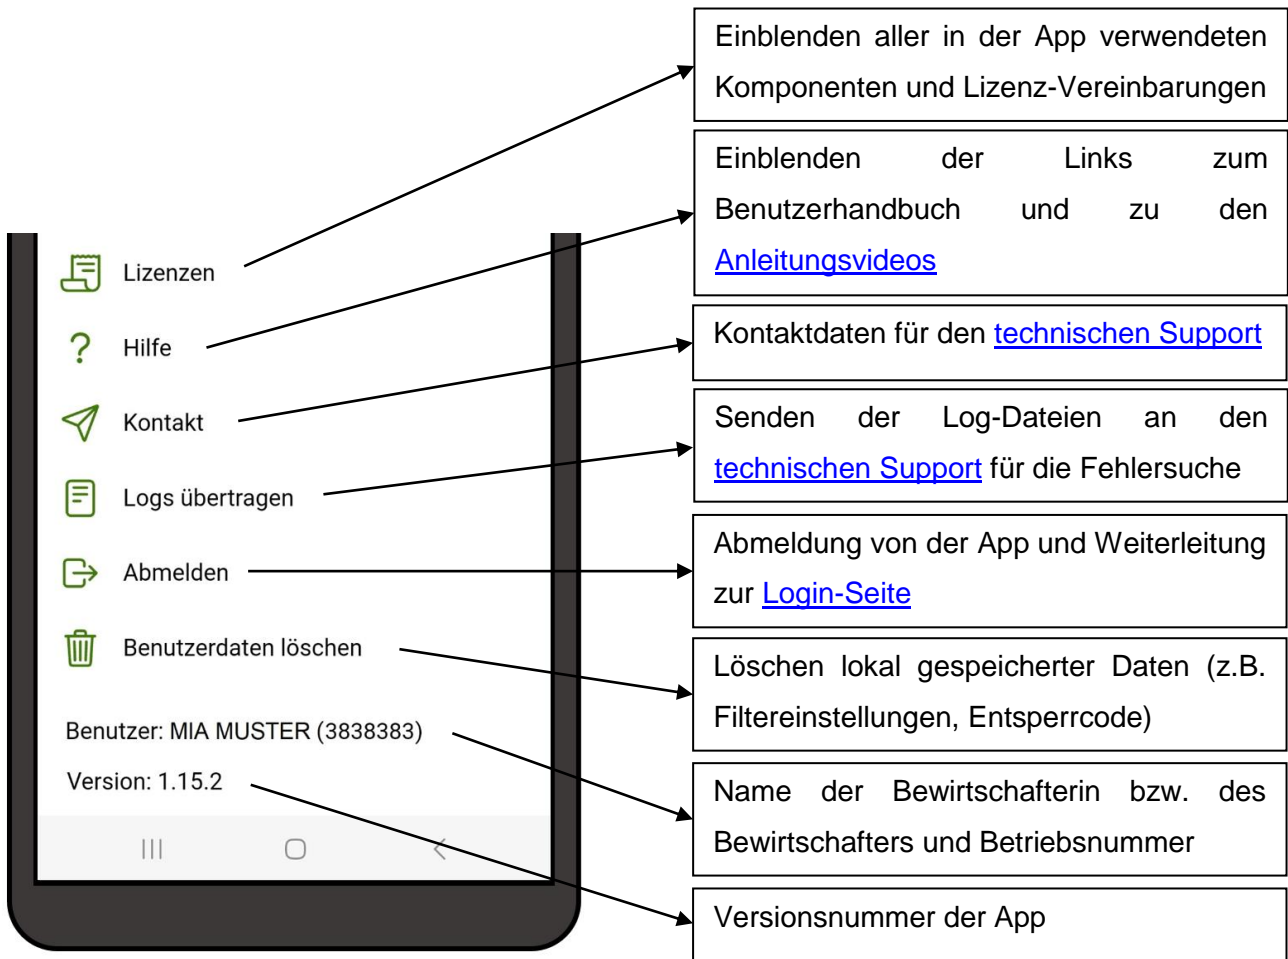 Einblenden aller in der App verwendeten
Komponenten und Lizenz-Vereinbarungen
Einblenden der Links zum
Benutzerhandbuch und zu den
Anleitungsvideos
Kontaktdaten für den technischen Support
Senden der Log-Dateien an den
technischen Support für die Fehlersuche
Abmeldung von der App und Weiterleitung
zur Login-Seite
Löschen lokal gespeicherter Daten (z.B.
Filtereinstellungen, Entsperrcode)
Name der Bewirtschafterin bzw. des
Bewirtschafters und Betriebsnummer
Versionsnummer der App
Lizenzen
Hilfe
Kontakt
Logs übertragen
Abmelden
Benutzerdaten löschen
Benutzer: MIA MUSTER (3838383)
Version: 1.15.2